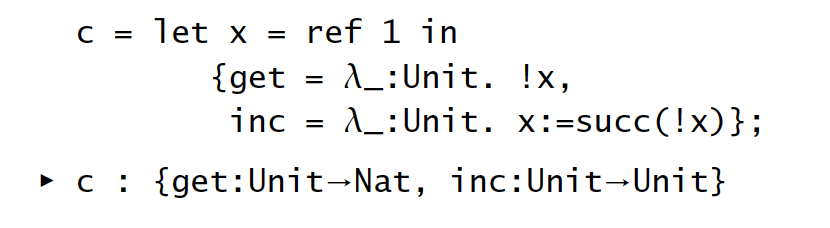 c = let x = ref 1 in
{get = λ_:Unit. !x,
inc = λ_:Unit. x:=succ(!x)};
▸ c : {get:Unit→Nat, inc:Unit→Unit}